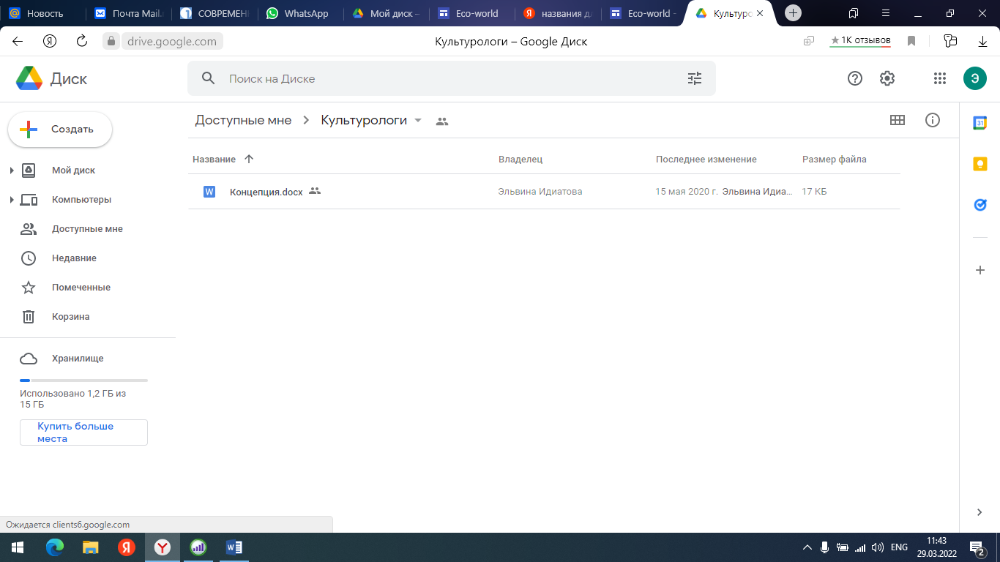 Новость
Почта Mail.
СОВРЕМЕН
WhatsApp
Мой диск –
Eco-world
названия д
Eco-world -
Культуро
drive.google.com
Культурологи – Google Диск
1К отзывов
Диск
Поиск на Диске
Э
Создать
Доступные мне
Культурологи
Название
Владелец
Последнее изменение
Размер файла
Концепция.docx
Эльвина Идиатова
15 мая 2020 г. Эльвина Идиа...
17 КБ
Мой диск
Компьютеры
Доступные мне
Недавние
Помеченные
Корзина
Хранилище
Использовано 1,2 ГБ из
15 ГБ
Купить больше
места
31
Ожидается clients6.google.com
ENG
11:43
29.03.2022
2